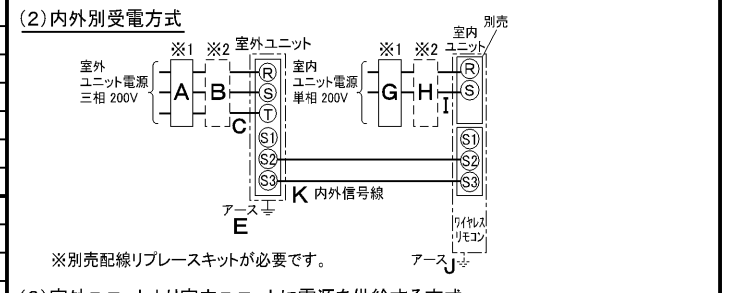 (2)内外別受電方式
別売
※1 ※2 室外ユニット
※1 ※2 室内ユニット
室外
ユニット電源
三相 200V
A
B
C
R
S
T
S1
S2
S3
室内
ユニット電源
単相 200V
G
H
I
R
S
S1
S2
S3
K 内外信号線
アース
E
ワイヤレス
リモコン
アース J
※別売配線リプレースキットが必要です。